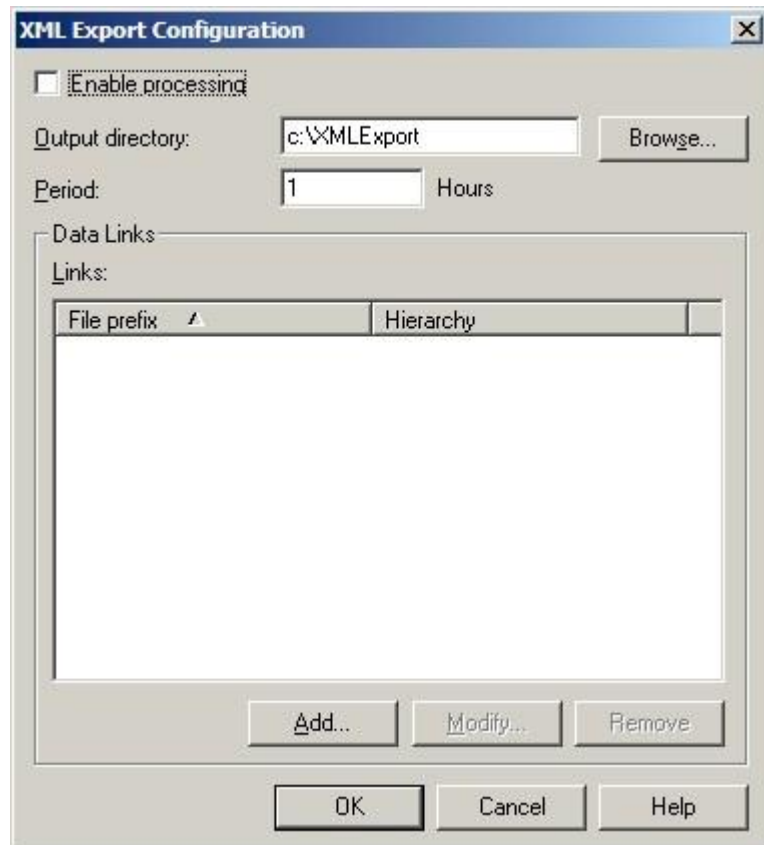 XML Export Configuration
Enable processing
Output directory: c:\XMLExport Browse...
Period: 1 Hours
Data Links
Links:
File prefix Hierarchy
Add... Modify... Remove
OK Cancel Help